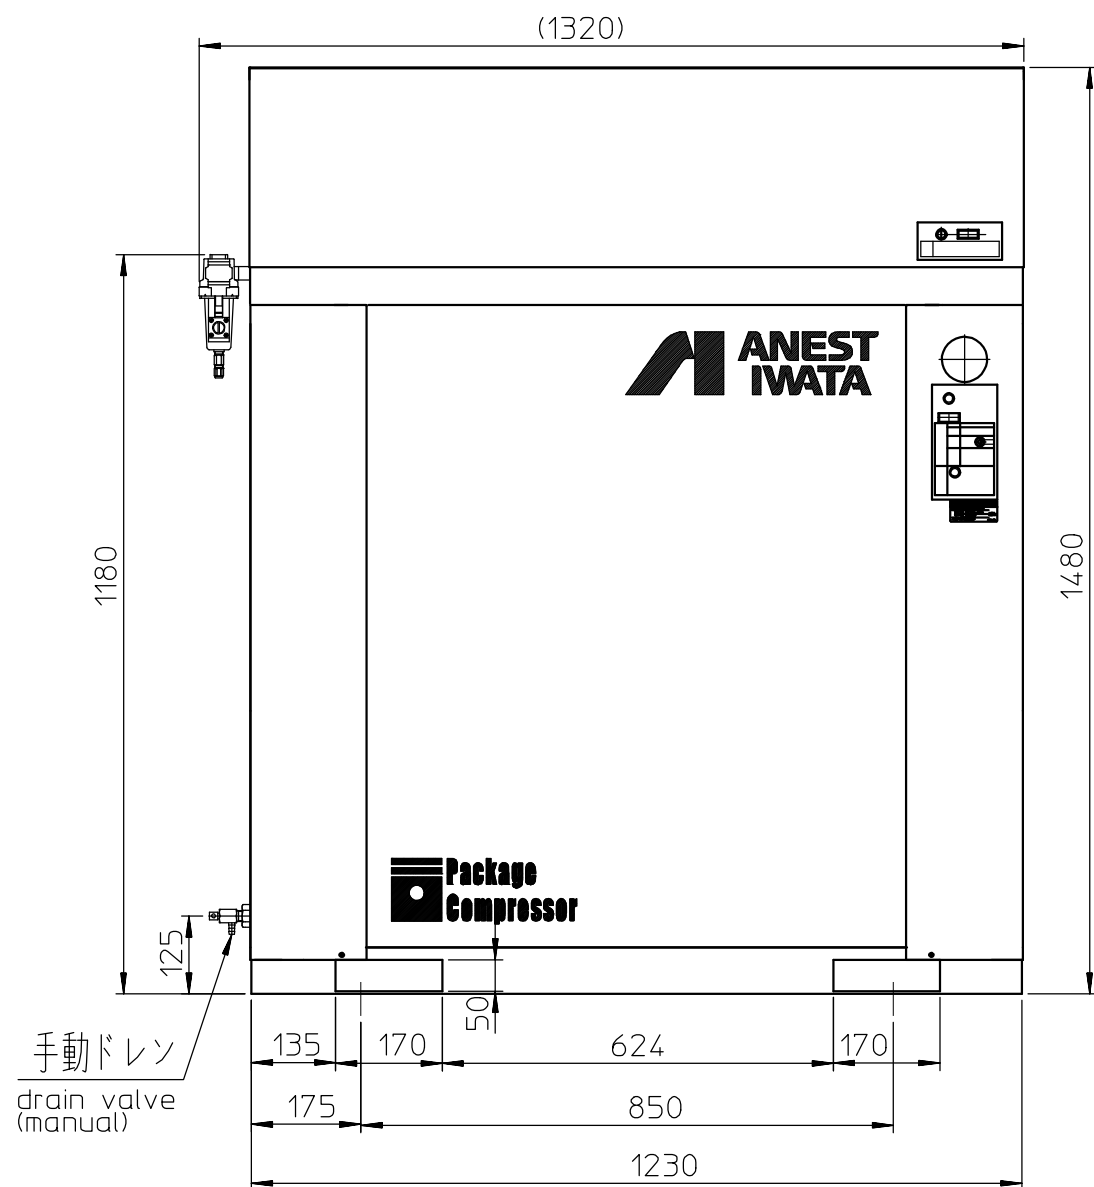 (1320)
ANEST
IWATA
1180
1480
Package
Compressor
125
50
手動ドレン
drain valve
(manual)
135
170
624
170
175
850
1230